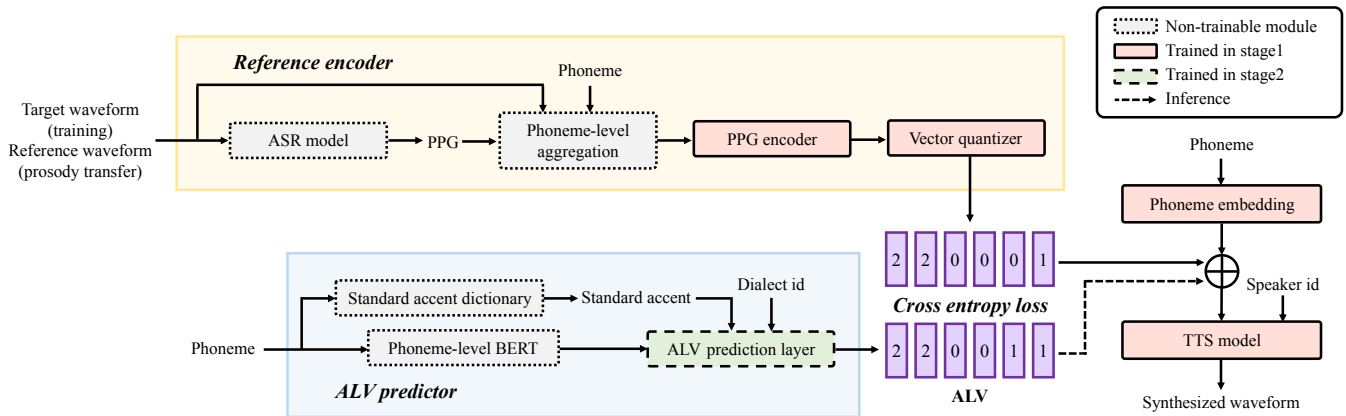 Non-trainable module
Trained in stage1
Trained in stage2
Inference
Reference encoder
Phoneme
Target waveform
(training)
Reference waveform
(prosody transfer)
ASR model
PPG
Phoneme-level
aggregation
PPG encoder
Vector quantizer
Phoneme
Phoneme embedding
2 2 0 0 0 1
Cross entropy loss
Speaker id
Dialect id
Standard accent dictionary
Standard accent
Phoneme
Phoneme-level BERT
ALV prediction layer
2 2 0 0 1 1
TTS model
ALV predictor
ALV
Synthesized waveform